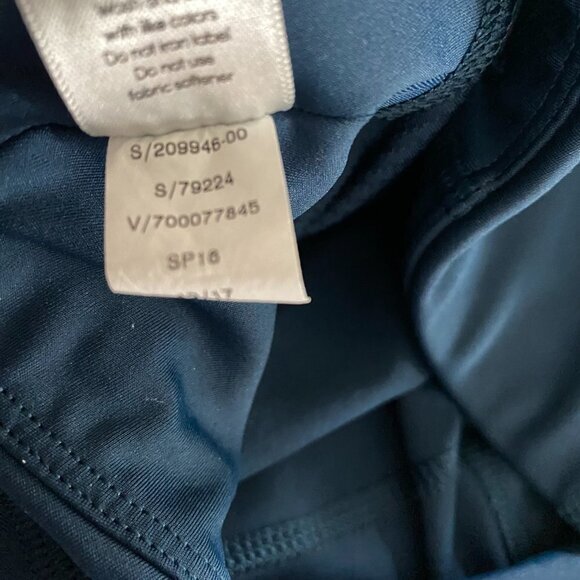 with like colors
Do not iron label
Do not use
fabric softener
S/209946-00
S/79224
V/700077845
SP16